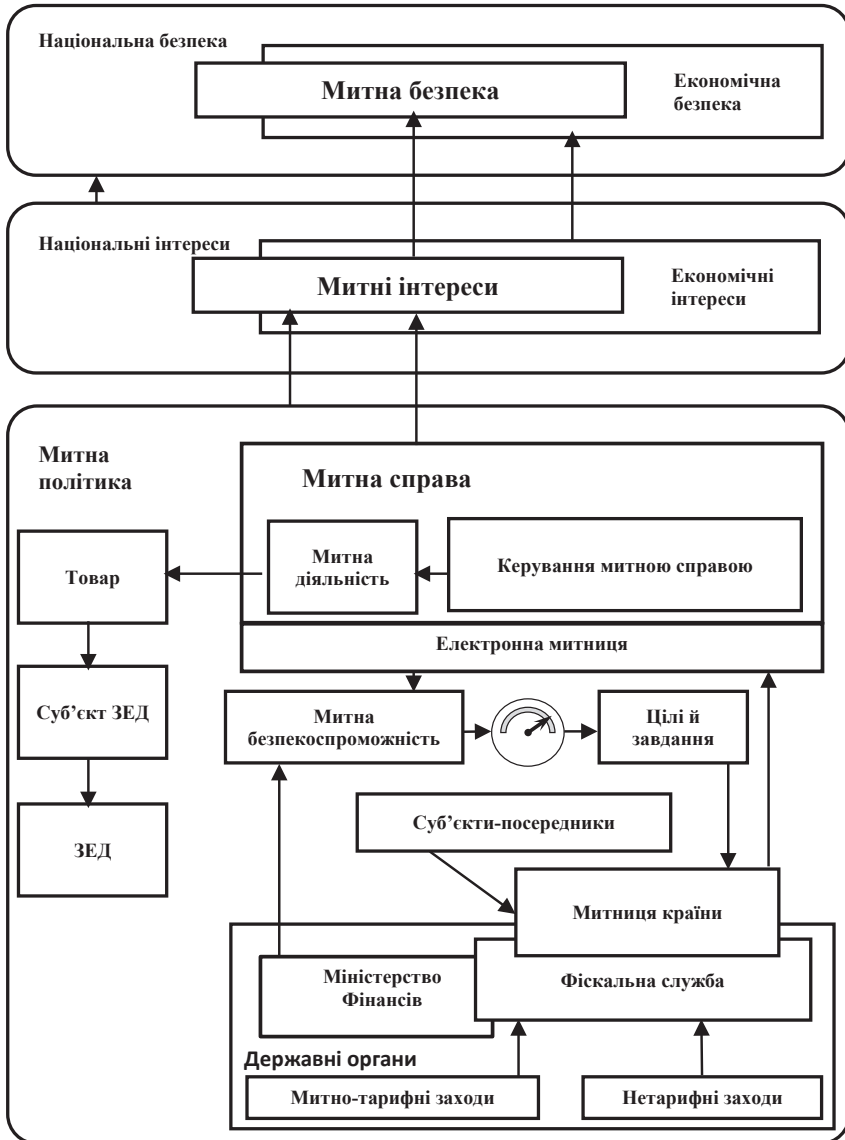 Національна безпека
Митна безпека
Економічна
безпека
Національні інтереси
Митні інтереси
Економічні
інтереси
Митна
політика
Митна справа
Митна
діяльність
Керування митною справою
Товар
Електронна митниця
Суб’єкт ЗЕД
Митна
безпекоспроможність
Цілі й
завдання
ЗЕД
Суб’єкти-посередники
Митниця країни
Міністерство
Фінансів
Фіскальна служба
Державні органи
Митно-тарифні заходи
Нетарифні заходи